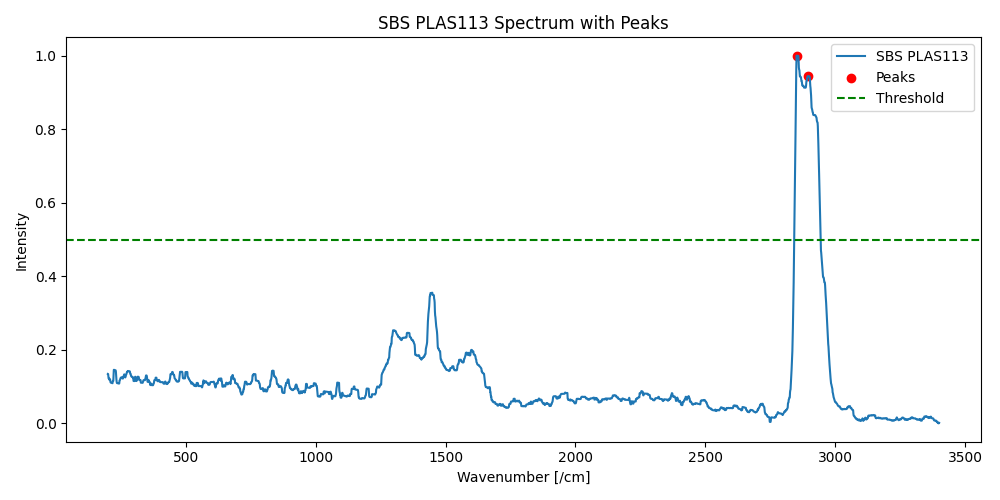 SBS PLAS113 Spectrum with Peaks
SBS PLAS113
Peaks
Threshold
Intensity
1.0
0.8
0.6
0.4
0.2
0.0
500 1000 1500 2000 2500 3000 3500
Wavenumber [/cm]